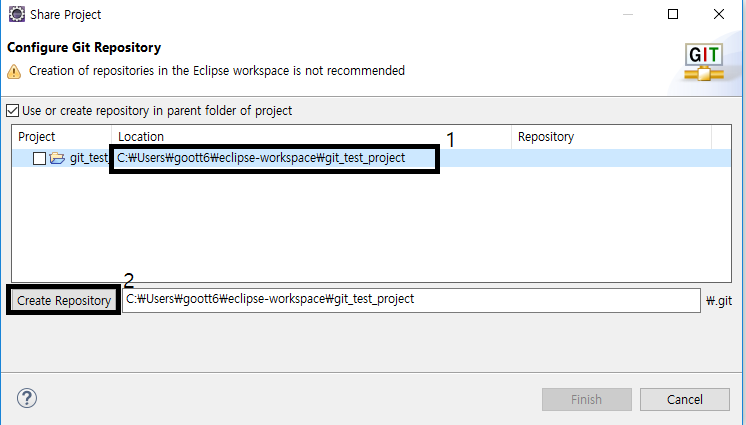 Share Project
Configure Git Repository
GIT
Creation of repositories in the Eclipse workspace is not recommended
Use or create repository in parent folder of project
Project Location 1 Repository
git_test C:₩Users₩goott6₩eclipse-workspace₩git_test_project
2
Create Repository C:₩Users₩goott6₩eclipse-workspace₩git_test_project ₩.git
? Finish Cancel